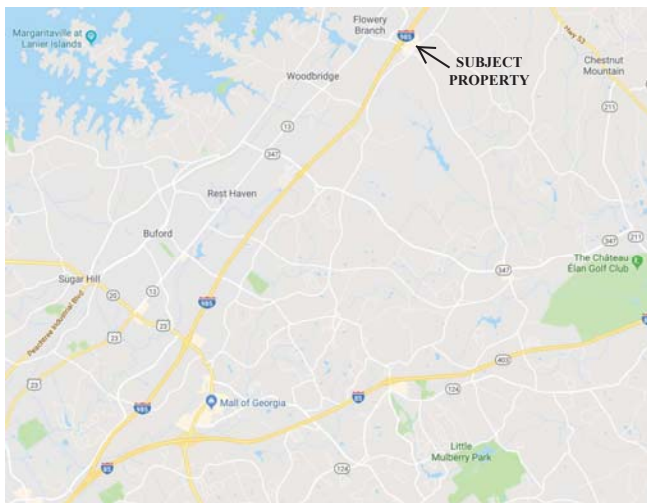 Flowery
Branch
985
Hwy 53
Margaritaville at
Lanier Islands
SUBJECT
PROPERTY
Chestnut
Mountain
Woodbridge
211
13
347
Rest Haven
Buford
347
211
The Château
Élan Golf Club
347
Sugar Hill
20
13
985
Peachtree Industrial Blvd
23
23
403
23
124
85
Mall of Georgia
985
Little
Mulberry Park
124
85